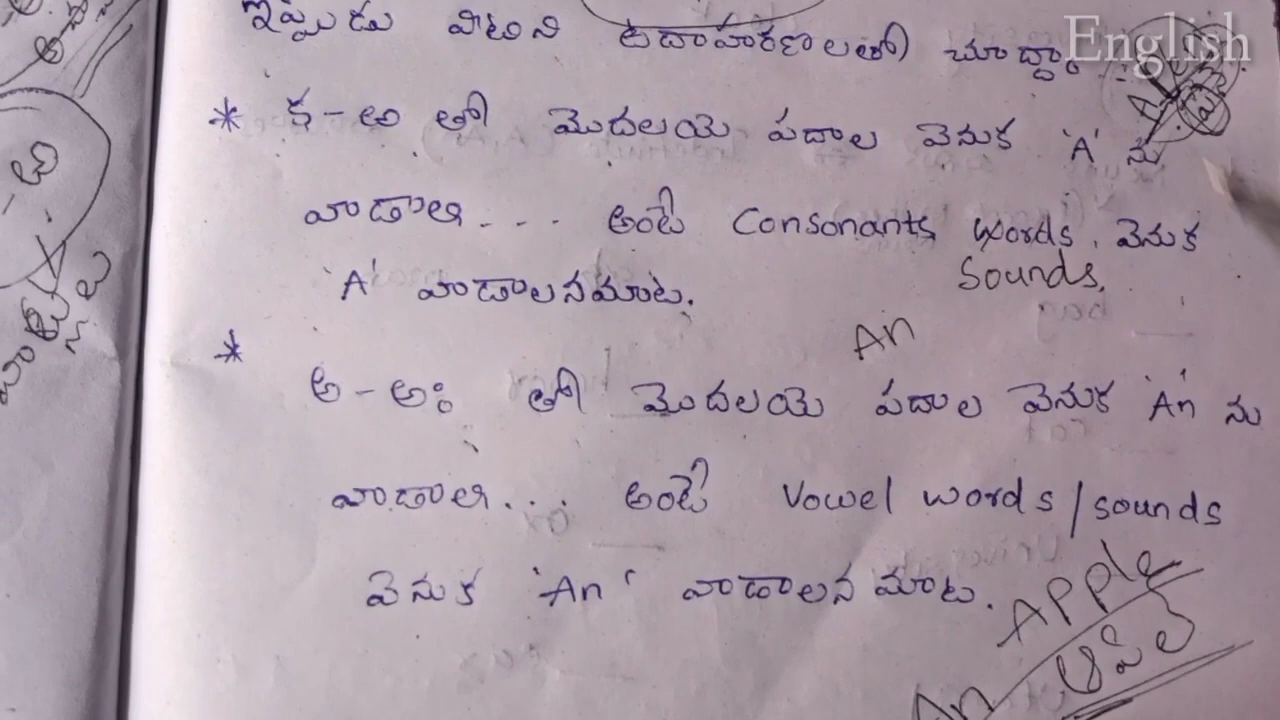 ఇప్పుడు వీటిని ఉదాహరణలతో చూద్దాం
English
* క-అ తో మొదలయె పదాల వెనుక 'A' ను
వాడాలి... అంటే Consonants words. వెనుక
Sounds.
'A' వాడాలనమాట.
An
* అ-అః తో మొదలయె పదాల వెనుక 'An' ను
వాడాలి... అంటే Vowel words/sounds
వెనుక 'An' వాడాలనమాట.
APPle
An ఆపిల్